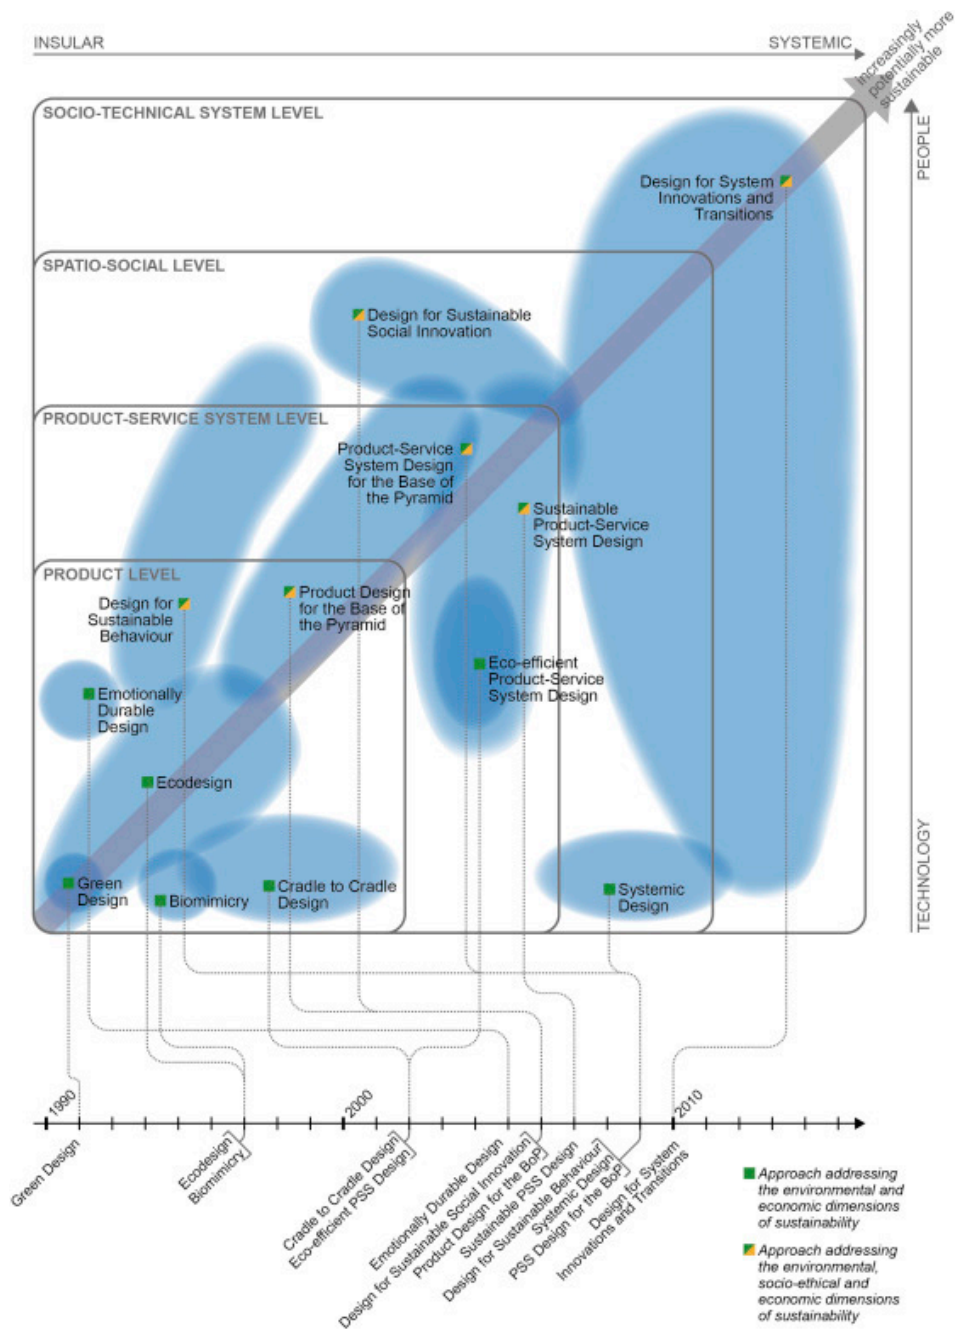 INSULAR
SYSTEMIC
Increasingly
potentially more
sustainable
SOCIO-TECHNICAL SYSTEM LEVEL
PEOPLE
Design for System
Innovations and
Transitions
SPATIO-SOCIAL LEVEL
Design for Sustainable
Social Innovation
PRODUCT-SERVICE SYSTEM LEVEL
Product-Service
System Design
for the Base of
the Pyramid
Sustainable
Product-Service
System Design
PRODUCT LEVEL
Design for
Sustainable
Behaviour
Product Design
for the Base of
the Pyramid
Eco-efficient
Product-Service
System Design
Emotionally
Durable
Design
Ecodesign
TECHNOLOGY
Green
Design
Biomimicry
Cradle to Cradle
Design
Systemic
Design
1990
2000
2010
Green Design
Ecodesign
Biomimicry
Cradle to Cradle Design
Eco-efficient PSS Design
Emotionally Durable Design
Design for Sustainable Social Innovation
Product Design for the BoP
Sustainable PSS Design
Design for Sustainable Behaviour
Systemic Design
PSS Design for the BoP
Design for System
Innovations and Transitions
Approach addressing
the environmental and
economic dimensions
of sustainability
Approach addressing
the environmental,
socio-ethical and
economic dimensions
of sustainability